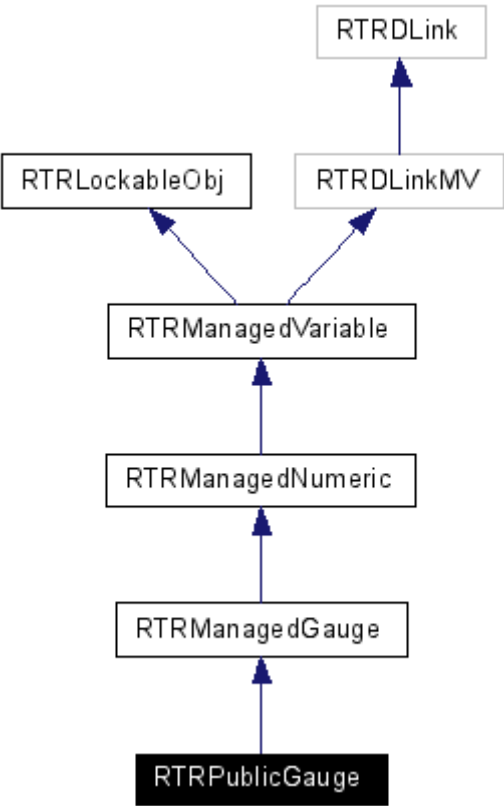 RTRDLink
RTRLockableObj
RTRDLinkMV
RTRManagedVariable
RTRManagedNumeric
RTRManagedGauge
RTRPublicGauge